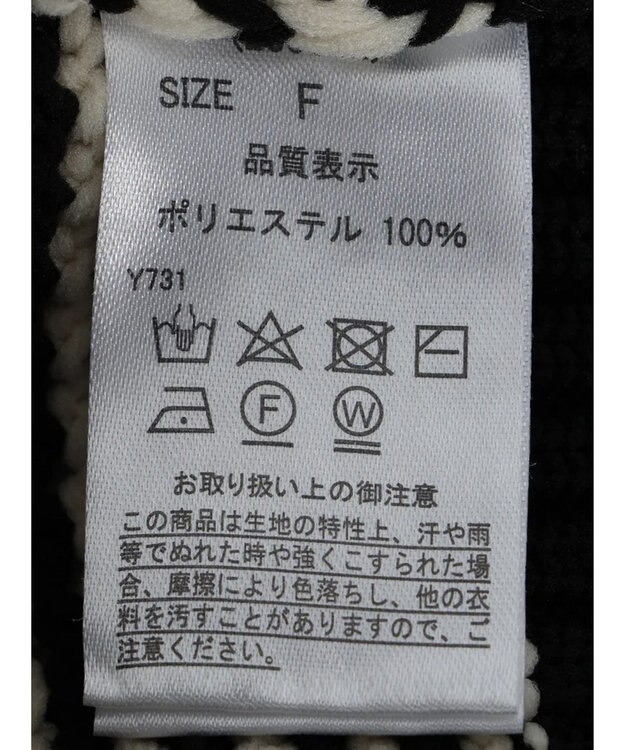 SIZE F
品質表示
ポリエステル 100%
Y731
F W
お取り扱い上の御注意
この商品は生地の特性上、汗や雨
等でぬれた時や強くこすられた場
合、摩擦により色落ちし、他の衣
料を汚すことがありますので、ご
注意ください。